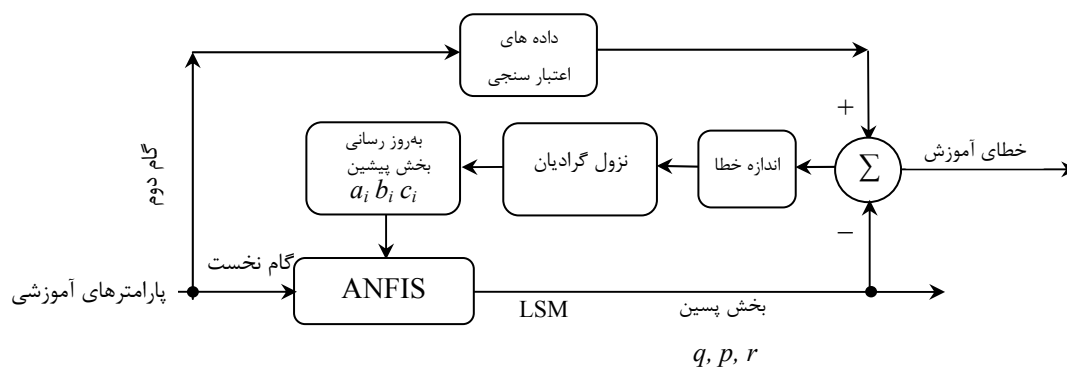 داده های
اعتبار سنجی
+
به‌روز رسانی
بخش پیشین
a_i b_i c_i
نزول گرادیان
اندازه خطا
Σ
خطای آموزش
گام دوم
−
گام نخست
پارامترهای آموزشی
ANFIS
LSM
بخش پسین
q, p, r